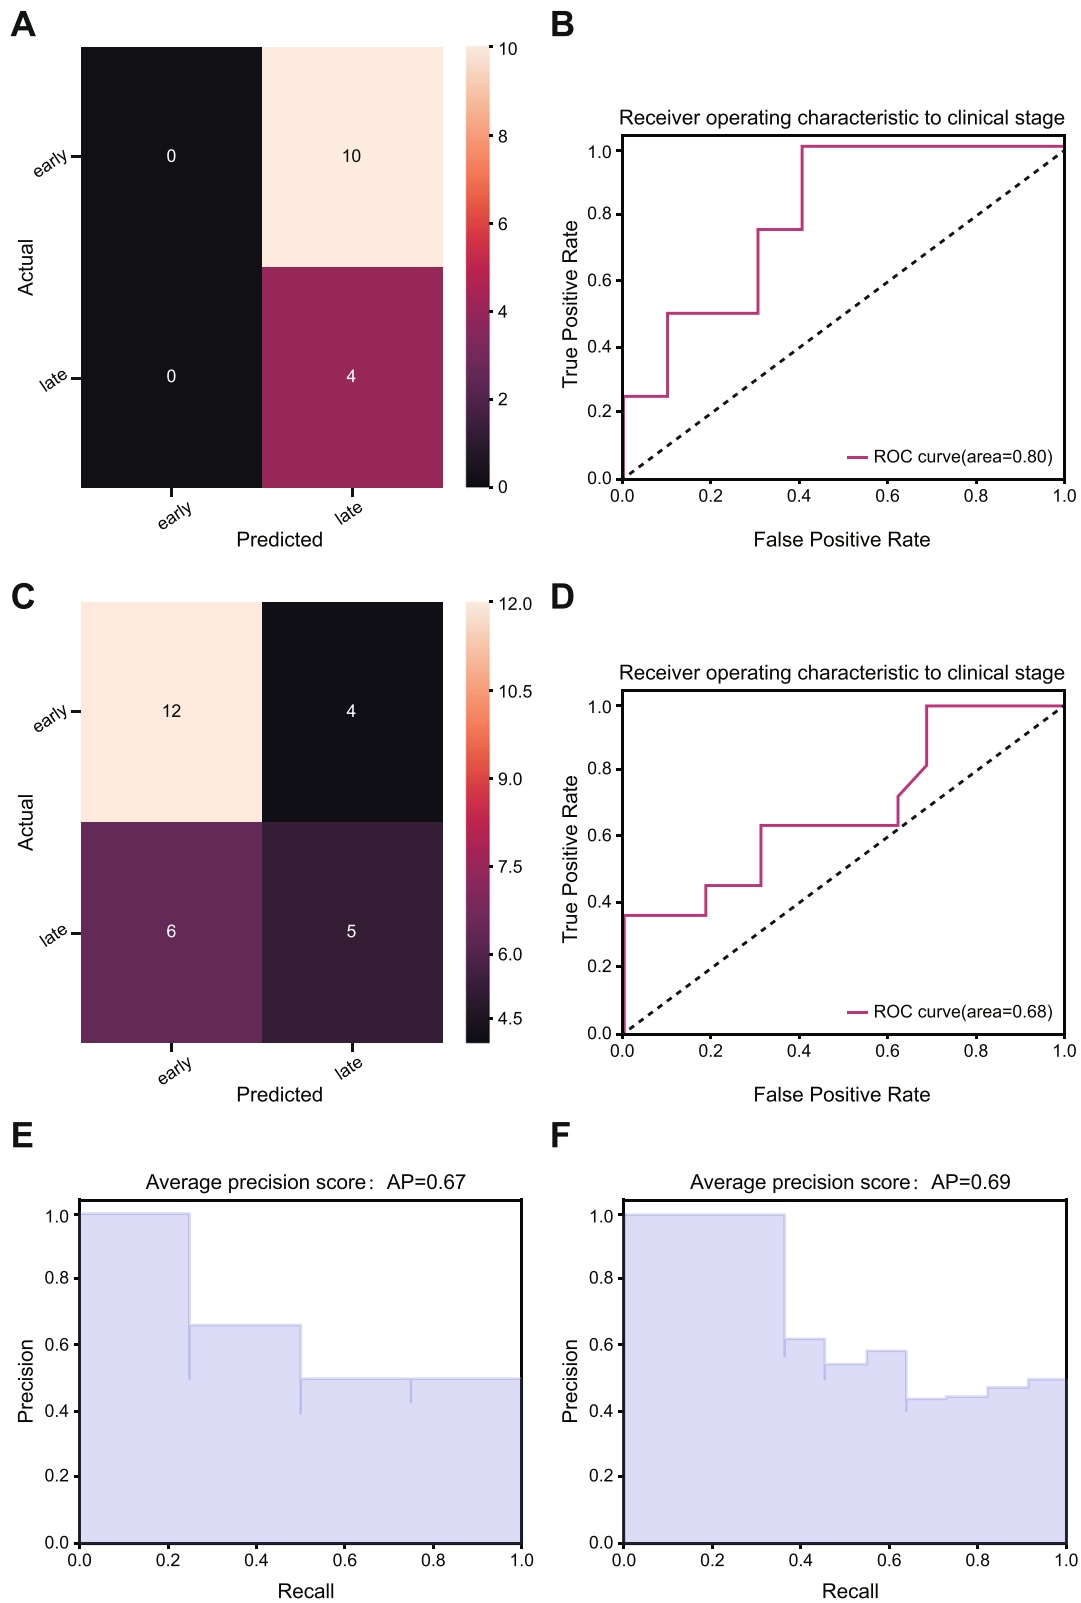 A
0
10
0
4
early
late
Actual
early
late
Predicted
10
8
6
4
2
0
B
Receiver operating characteristic to clinical stage
1.0
0.8
0.6
0.4
0.2
0.0
True Positive Rate
ROC curve(area=0.80)
0.0 0.2 0.4 0.6 0.8 1.0
False Positive Rate
C
12
4
6
5
early
late
Actual
early
late
Predicted
12.0
10.5
9.0
7.5
6.0
4.5
D
Receiver operating characteristic to clinical stage
1.0
0.8
0.6
0.4
0.2
0.0
True Positive Rate
ROC curve(area=0.68)
0.0 0.2 0.4 0.6 0.8 1.0
False Positive Rate
E
Average precision score: AP=0.67
1.0
0.8
0.6
0.4
0.2
0.0
Precision
0.0 0.2 0.4 0.6 0.8 1.0
Recall
F
Average precision score: AP=0.69
1.0
0.8
0.6
0.4
0.2
0.0
Precision
0.0 0.2 0.4 0.6 0.8 1.0
Recall